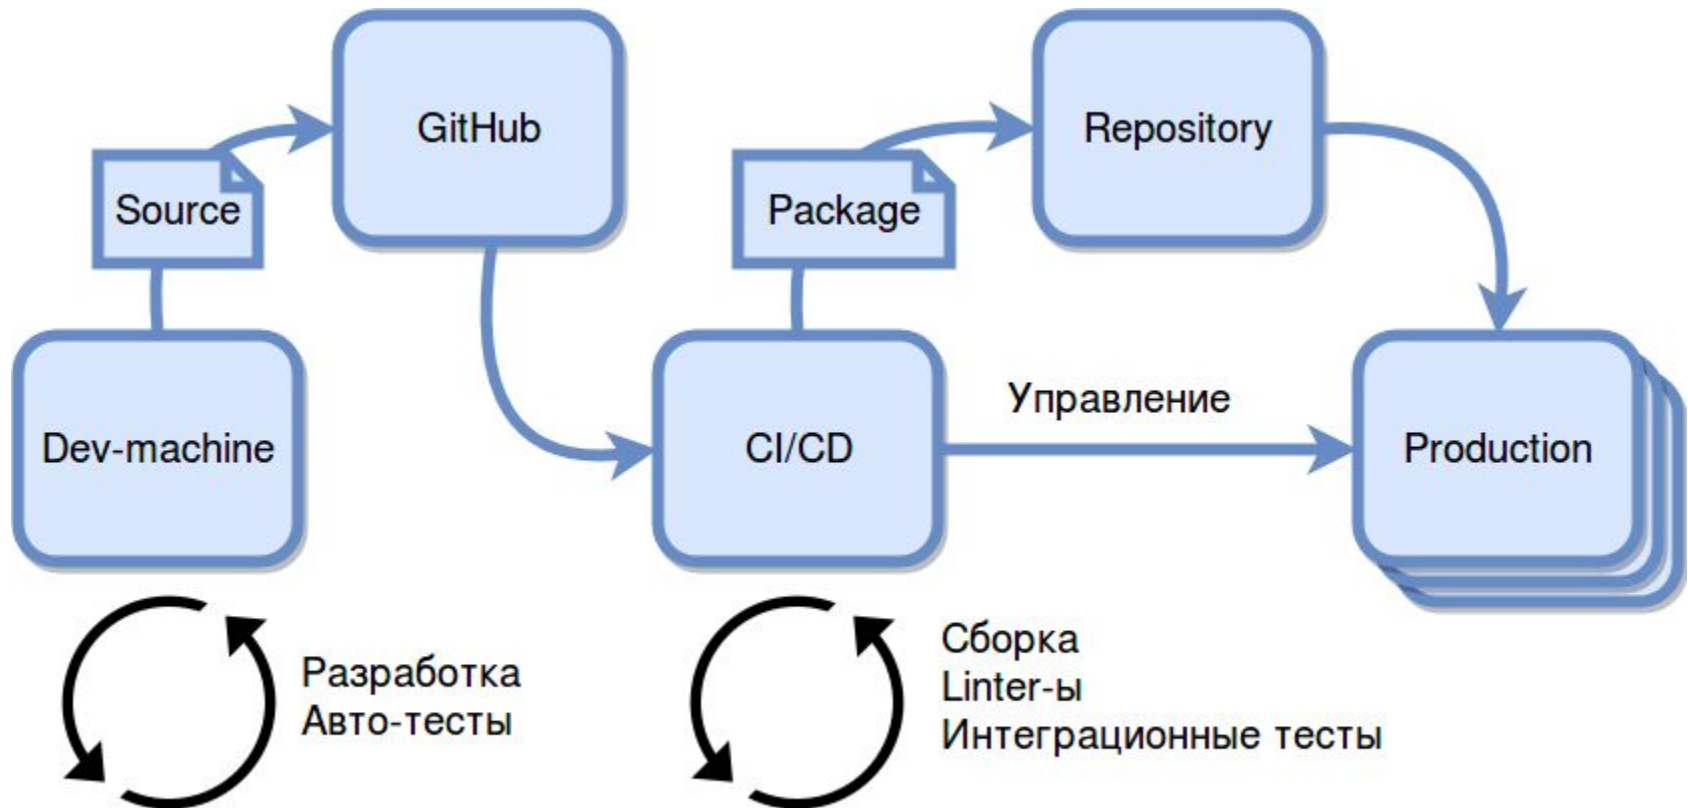 GitHub
Repository
Source
Package
Управление
Dev-machine
CI/CD
Production
Разработка
Авто-тесты
Сборка
Linter-ы
Интеграционные тесты